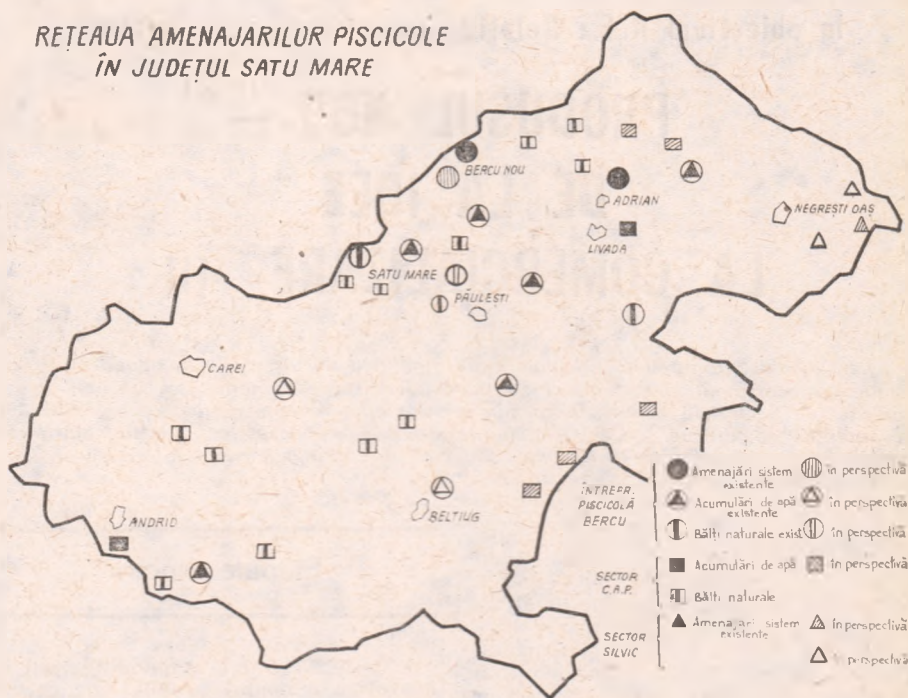 REȚEAUA AMENAJARILOR PISCICOLE
ÎN JUDEȚUL SATU MARE
BERCU NOU
ADRIAN
NEGREȘTI OAȘ
LIVADA
SATU MARE
PĂULEȘTI
CAREI
BELTIUG
ANDRID
ÎNTREPR. PISCICOLĂ BERCU
Amenajări sistem existente
în perspectivă
Acumulări de apă existente
în perspectivă
Bălți naturale exist
în perspectivă
SECTOR C.A.P.
Acumulări de apă
în perspectivă
Bălți naturale
SECTOR SILVIC
Amenajări sistem existente
în perspectivă
perspectivă